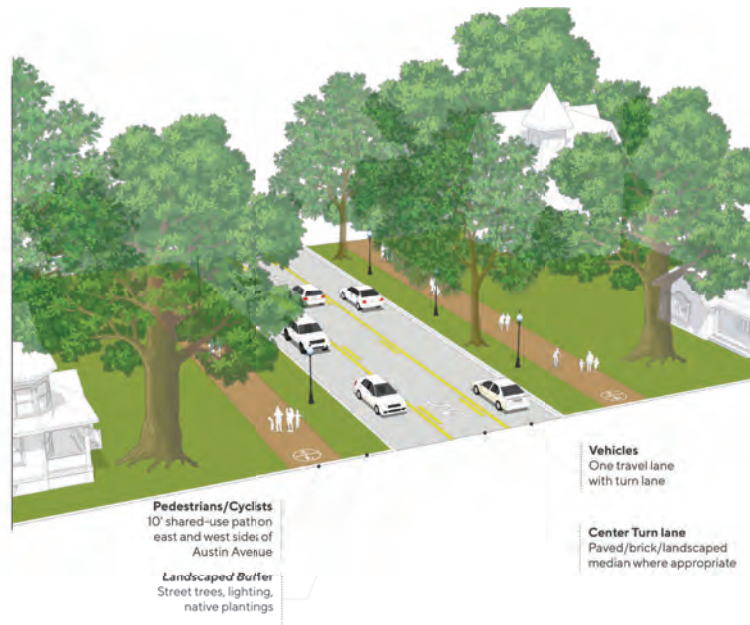 Vehicles
One travel lane
with turn lane
Pedestrians/Cyclists
10' shared-use path on
east and west sides of
Austin Avenue
Center Turn lane
Paved/brick/landscaped
median where appropriate
Landscaped Buffer
Street trees, lighting,
native plantings